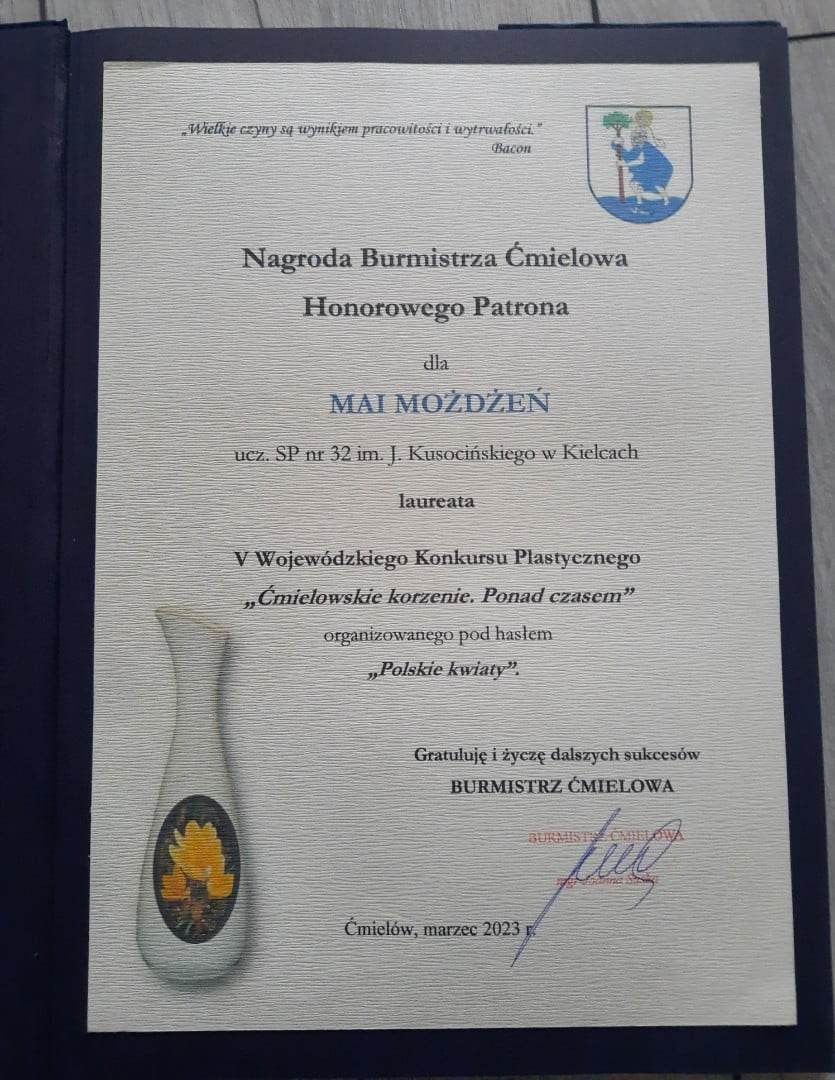 „Wielkie czyny są wynikiem pracowitości i wytrwałości.”
Bacon
Nagroda Burmistrza Ćmielowa
Honorowego Patrona
dla
MAI MOŻDŻEŃ
ucz. SP nr 32 im. J. Kusocińskiego w Kielcach
laureata
V Wojewódzkiego Konkursu Plastycznego
„Ćmielowskie korzenie. Ponad czasem”
organizowanego pod hasłem
„Polskie kwiaty”.
Gratuluję i życzę dalszych sukcesów
BURMISTRZ ĆMIELOWA
BURMISTRZ ĆMIELOWA
mgr Joanna
Ćmielów, marzec 2023 r.